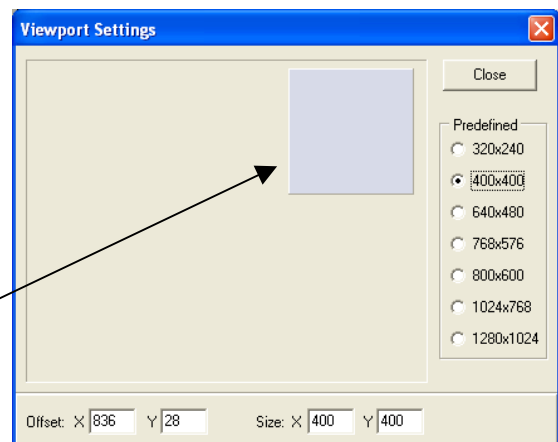 Viewport Settings
Close
Predefined
320x240
400x400
640x480
768x576
800x600
1024x768
1280x1024
Offset: X 836 Y 28 Size: X 400 Y 400